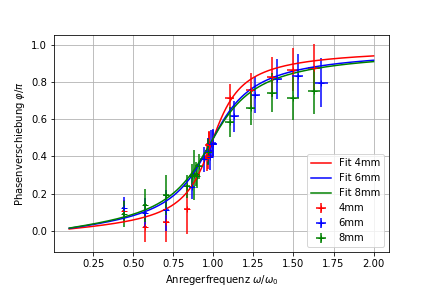 1.0
0.8
0.6
0.4
0.2
0.0
Phasenverschiebung φ/π
0.25 0.50 0.75 1.00 1.25 1.50 1.75 2.00
Anregerfrequenz ω/ω₀
Fit 4mm
Fit 6mm
Fit 8mm
4mm
6mm
8mm